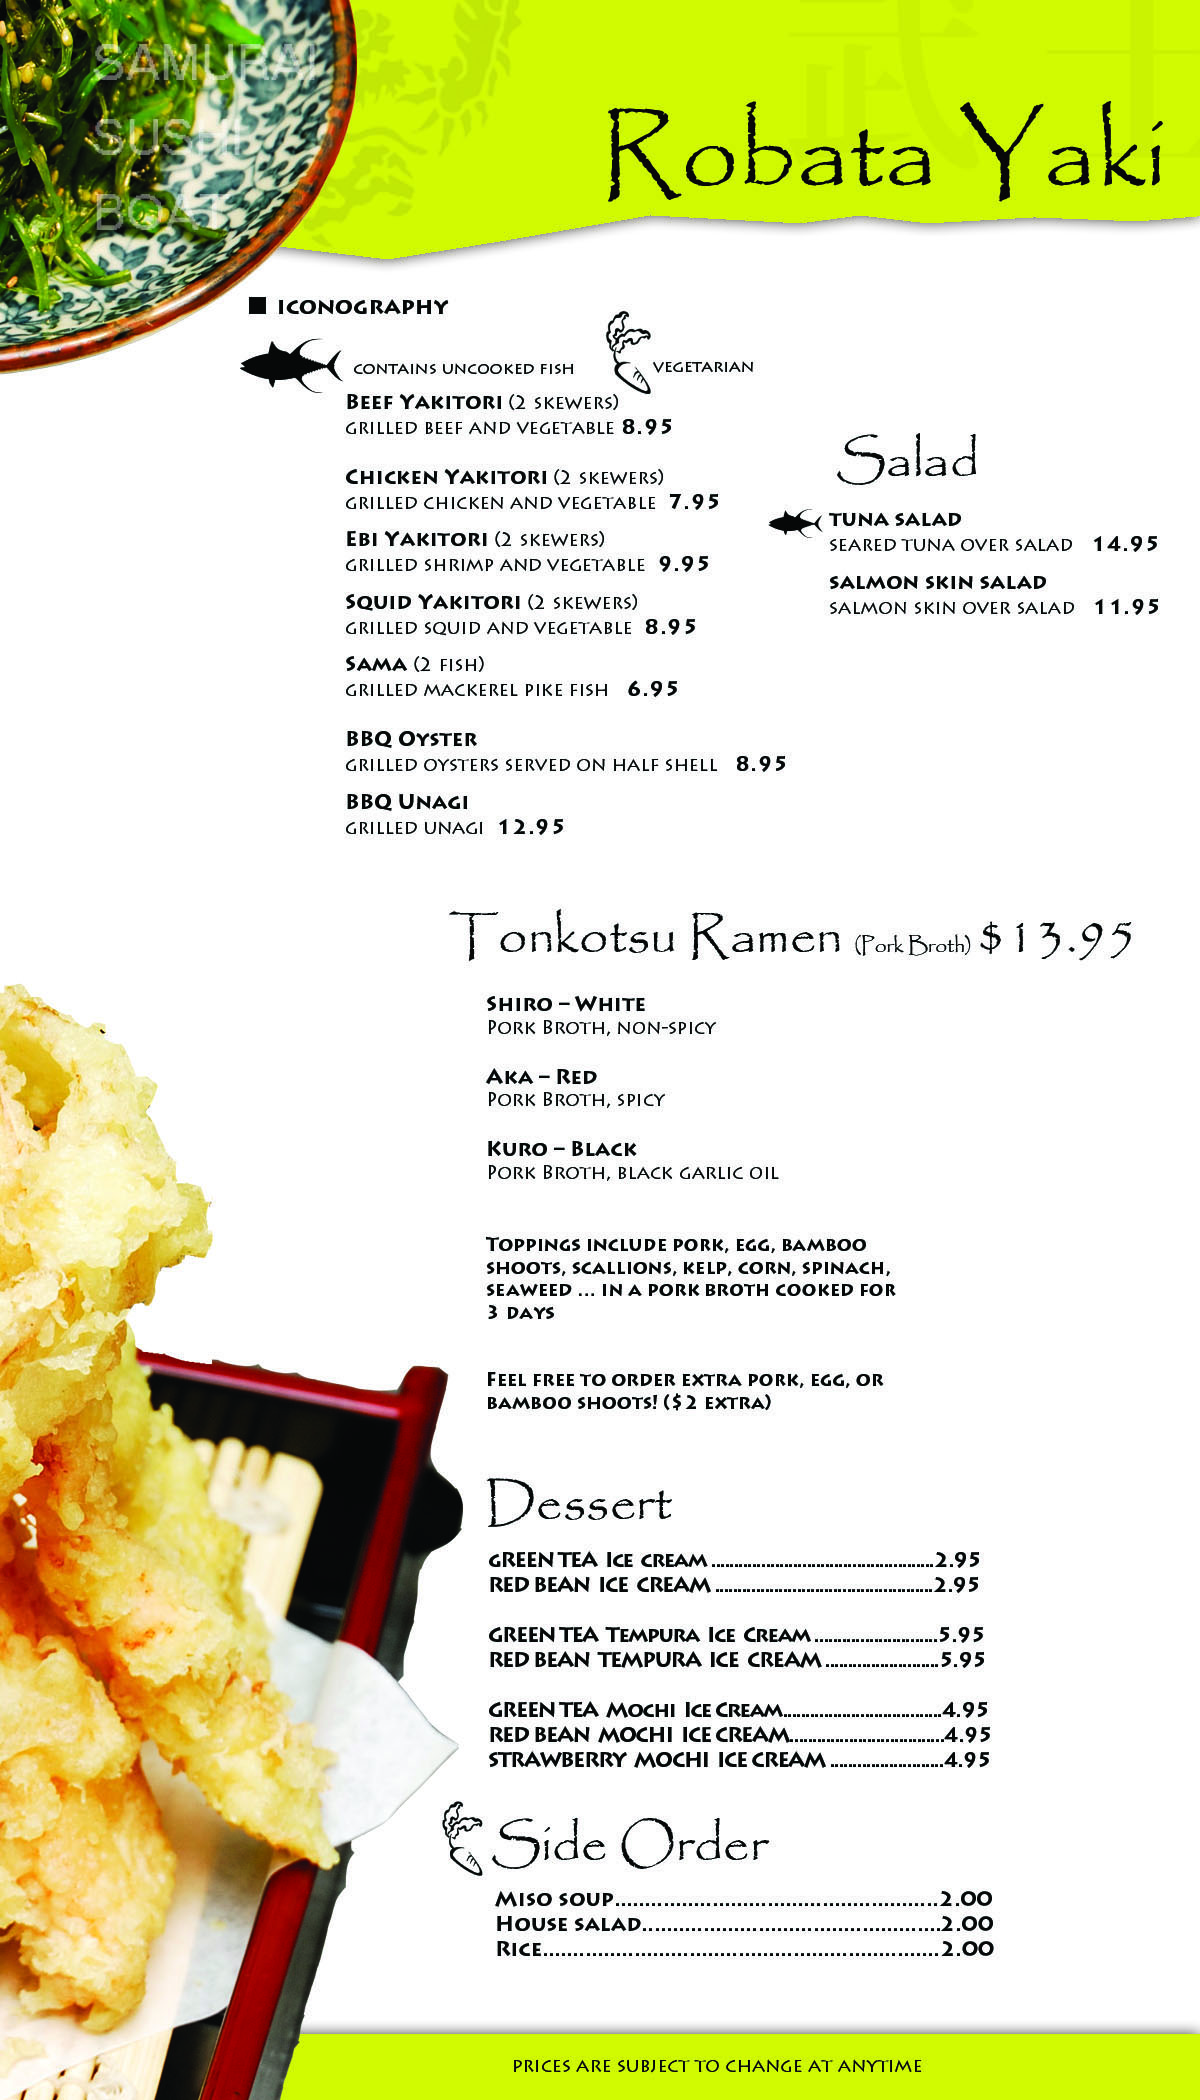 SAMURAI
SUSHI
BOAT
Robata Yaki
ICONOGRAPHY
CONTAINS UNCOOKED FISH
VEGETARIAN
BEEF YAKITORI (2 SKEWERS)
GRILLED BEEF AND VEGETABLE 8.95
CHICKEN YAKITORI (2 SKEWERS)
GRILLED CHICKEN AND VEGETABLE 7.95
EBI YAKITORI (2 SKEWERS)
GRILLED SHRIMP AND VEGETABLE 9.95
SQUID YAKITORI (2 SKEWERS)
GRILLED SQUID AND VEGETABLE 8.95
SAMA (2 FISH)
GRILLED MACKEREL PIKE FISH 6.95
BBQ OYSTER
GRILLED OYSTERS SERVED ON HALF SHELL 8.95
BBQ UNAGI
GRILLED UNAGI 12.95
Salad
TUNA SALAD
SEARED TUNA OVER SALAD 14.95
SALMON SKIN SALAD
SALMON SKIN OVER SALAD 11.95
Tonkotsu Ramen (Pork Broth) $13.95
SHIRO – WHITE
PORK BROTH, NON-SPICY
AKA – RED
PORK BROTH, SPICY
KURO – BLACK
PORK BROTH, BLACK GARLIC OIL
TOPPINGS INCLUDE PORK, EGG, BAMBOO
SHOOTS, SCALLIONS, KELP, CORN, SPINACH,
SEAWEED ... IN A PORK BROTH COOKED FOR
3 DAYS
FEEL FREE TO ORDER EXTRA PORK, EGG, OR
BAMBOO SHOOTS! ($2 EXTRA)
Dessert
GREEN TEA ICE CREAM ................................................2.95
RED BEAN ICE CREAM ...............................................2.95
GREEN TEA TEMPURA ICE CREAM ...........................5.95
RED BEAN TEMPURA ICE CREAM .........................5.95
GREEN TEA MOCHI ICE CREAM..................................4.95
RED BEAN MOCHI ICE CREAM.................................4.95
STRAWBERRY MOCHI ICE CREAM .........................4.95
Side Order
MISO SOUP.............................................2.00
HOUSE SALAD..........................................2.00
RICE.......................................................2.00
PRICES ARE SUBJECT TO CHANGE AT ANYTIME